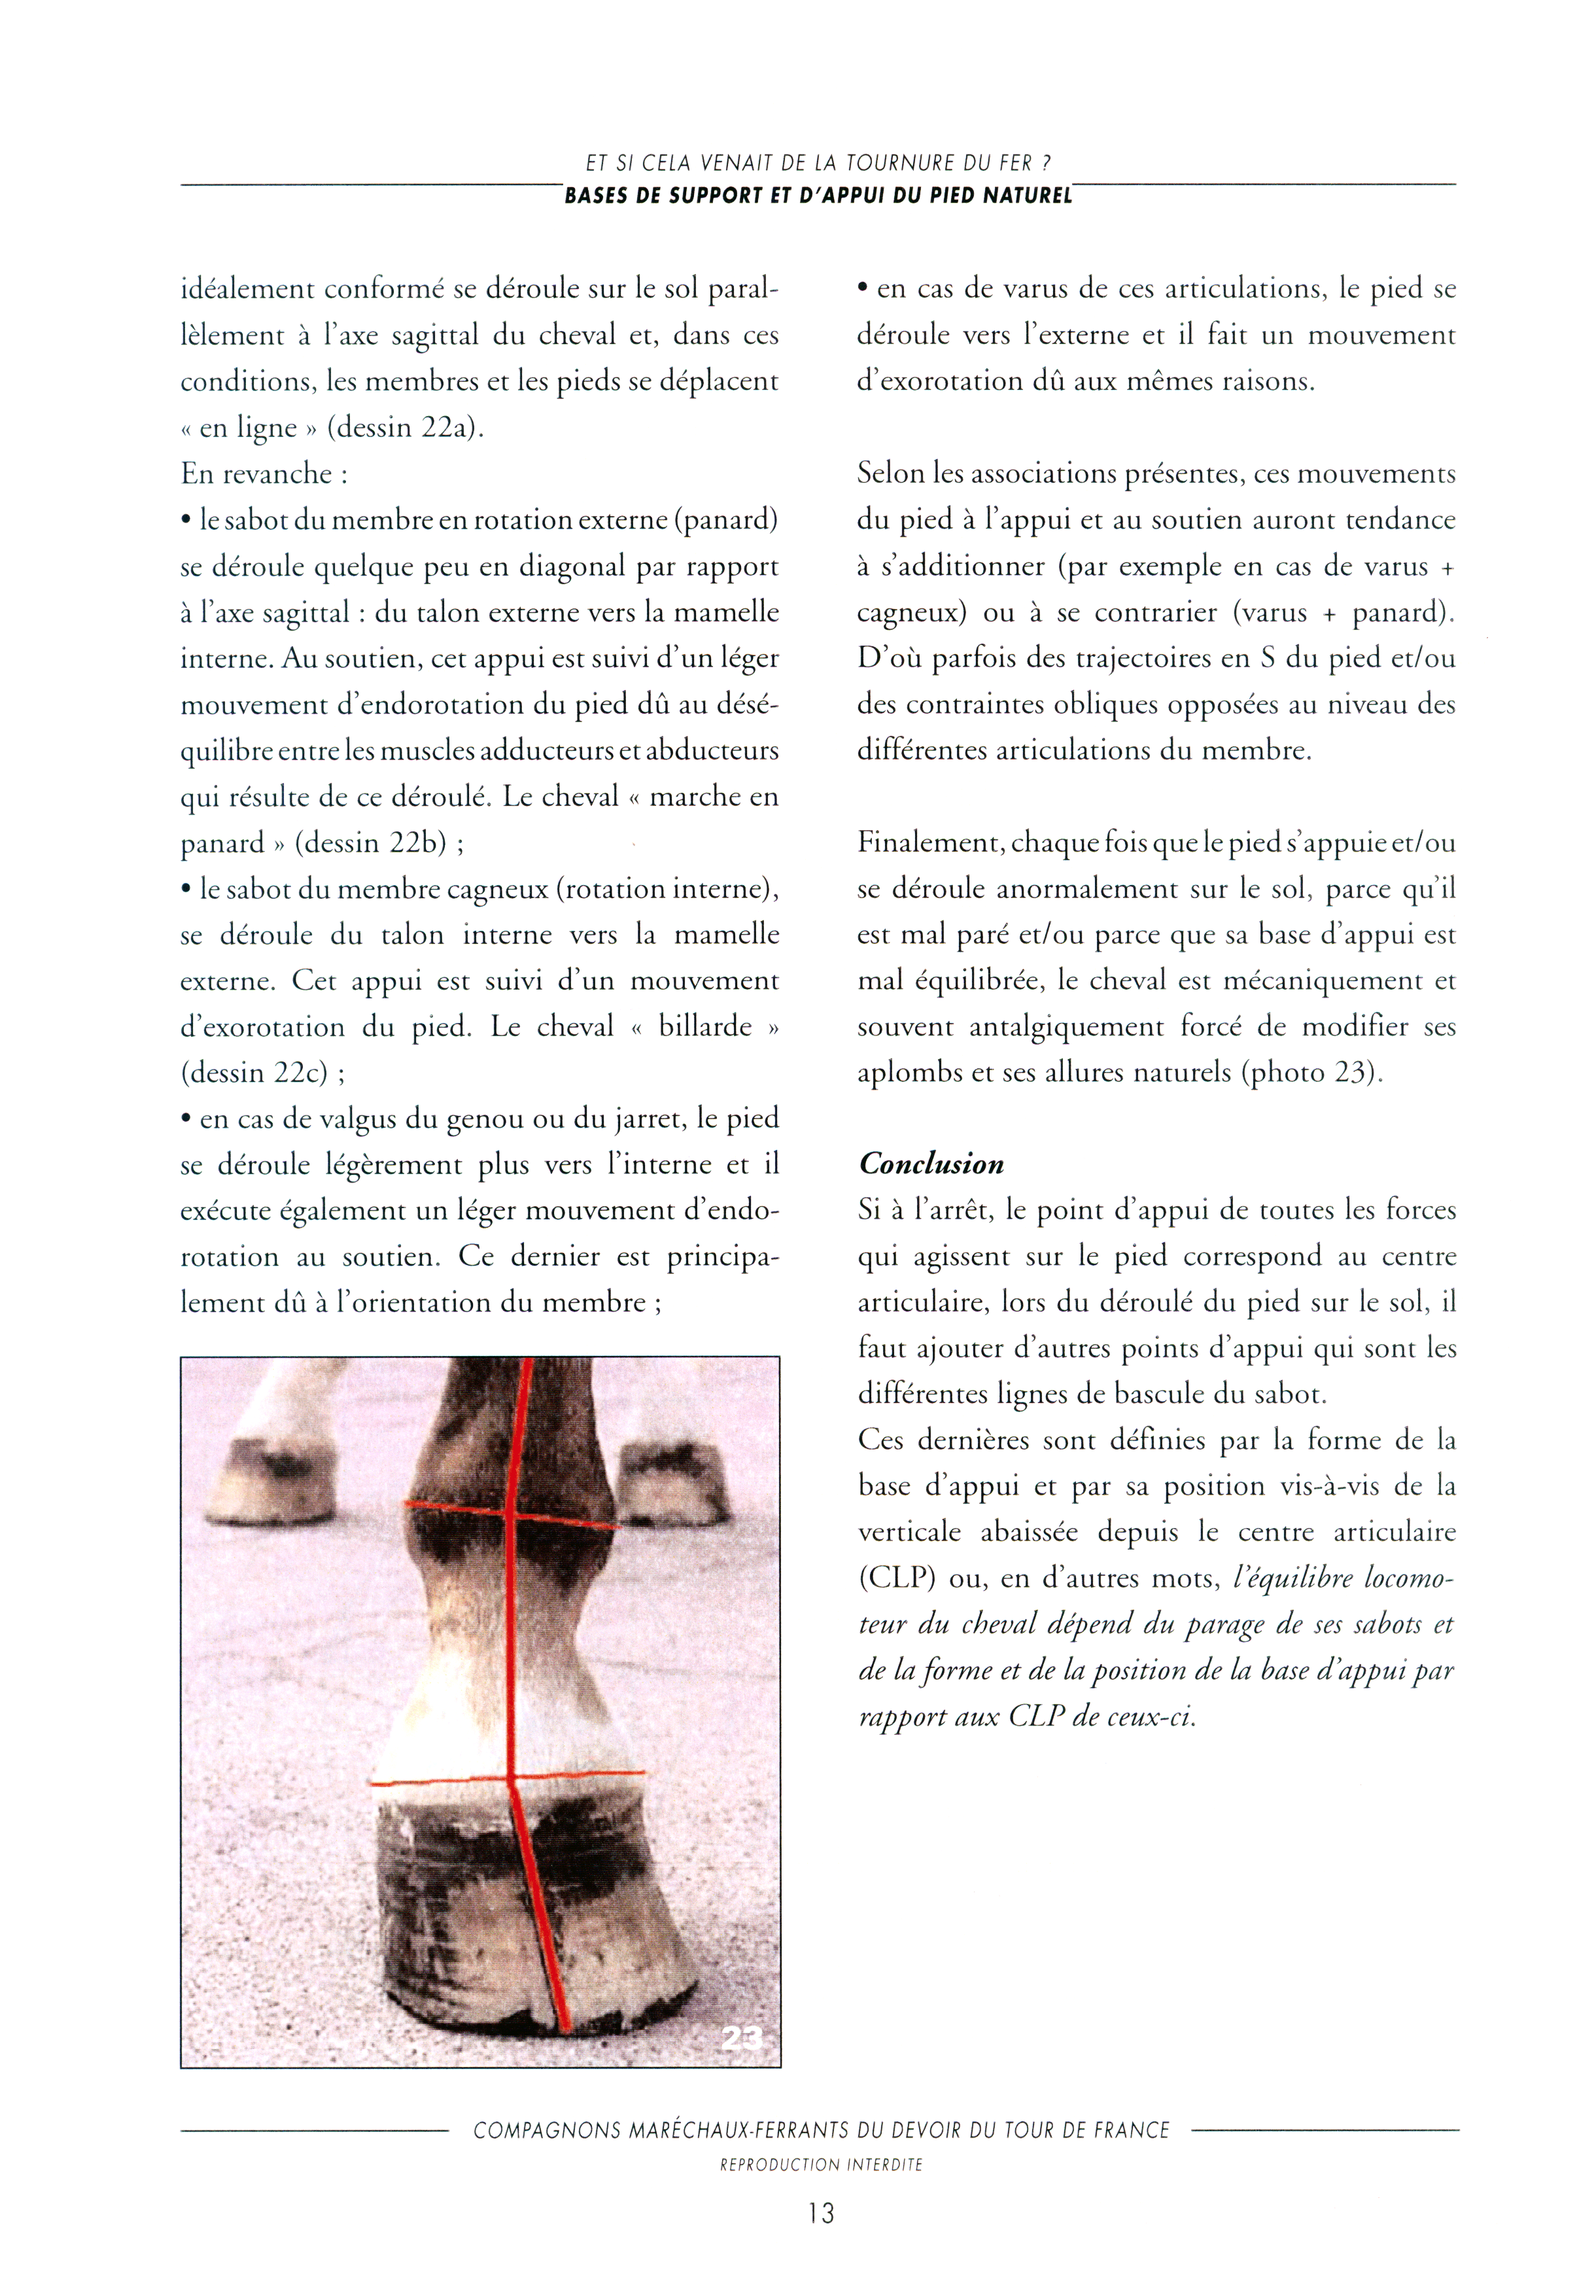 ET SI CELA VENAIT DE LA TOURNURE DU FER ?
BASES DE SUPPORT ET D'APPUI DU PIED NATUREL
idéalement conformé se déroule sur le sol paral-
lèlement à l'axe sagittal du cheval et, dans ces
conditions, les membres et les pieds se déplacent
« en ligne » (dessin 22a).
En revanche :
• le sabot du membre en rotation externe (panard)
se déroule quelque peu en diagonal par rapport
à l'axe sagittal : du talon externe vers la mamelle
interne. Au soutien, cet appui est suivi d'un léger
mouvement d'endorotation du pied dû au désé-
quilibre entre les muscles adducteurs et abducteurs
qui résulte de ce déroulé. Le cheval « marche en
panard » (dessin 22b) ;
• le sabot du membre cagneux (rotation interne),
se déroule du talon interne vers la mamelle
externe. Cet appui est suivi d'un mouvement
d'exorotation du pied. Le cheval « billarde »
(dessin 22c) ;
• en cas de valgus du genou ou du jarret, le pied
se déroule légèrement plus vers l'interne et il
exécute également un léger mouvement d'endo-
rotation au soutien. Ce dernier est principa-
lement dû à l'orientation du membre ;
23
• en cas de varus de ces articulations, le pied se
déroule vers l'externe et il fait un mouvement
d'exorotation dû aux mêmes raisons.
Selon les associations présentes, ces mouvements
du pied à l'appui et au soutien auront tendance
à s'additionner (par exemple en cas de varus +
cagneux) ou à se contrarier (varus + panard).
D'où parfois des trajectoires en S du pied et/ou
des contraintes obliques opposées au niveau des
différentes articulations du membre.
Finalement, chaque fois que le pied s'appuie et/ou
se déroule anormalement sur le sol, parce qu'il
est mal paré et/ou parce que sa base d'appui est
mal équilibrée, le cheval est mécaniquement et
souvent antalgiquement forcé de modifier ses
aplombs et ses allures naturels (photo 23).
Conclusion
Si à l'arrêt, le point d'appui de toutes les forces
qui agissent sur le pied correspond au centre
articulaire, lors du déroulé du pied sur le sol, il
faut ajouter d'autres points d'appui qui sont les
différentes lignes de bascule du sabot.
Ces dernières sont définies par la forme de la
base d'appui et par sa position vis-à-vis de la
verticale abaissée depuis le centre articulaire
(CLP) ou, en d'autres mots, l'équilibre locomo-
teur du cheval dépend du parage de ses sabots et
de la forme et de la position de la base d'appui par
rapport aux CLP de ceux-ci.
COMPAGNONS MARÉCHAUX-FERRANTS DU DEVOIR DU TOUR DE FRANCE
REPRODUCTION INTERDITE
13